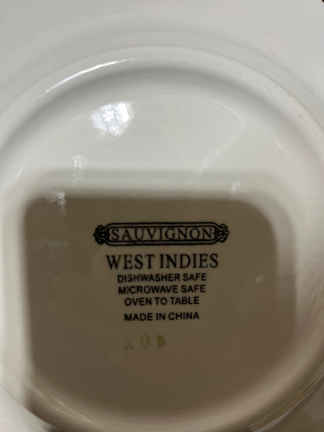 SAUVIGNON
WEST INDIES
DISHWASHER SAFE
MICROWAVE SAFE
OVEN TO TABLE
MADE IN CHINA